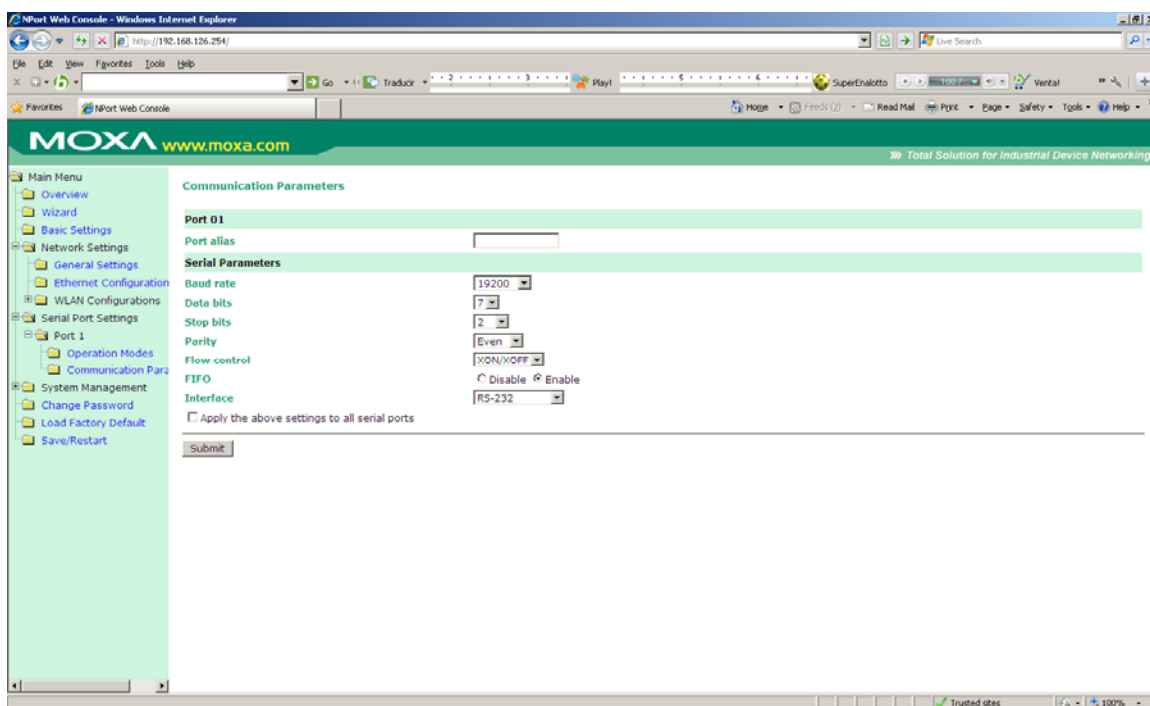 NPort Web Console - Windows Internet Explorer
http://192.168.126.254/
Live Search
File Edit View Favorites Tools Help
Go Traducir 2 3 Play! 5 6 SuperEnalotto Vental
Favorites NPort Web Console
Home Feeds (2) Read Mail Print Page Safety Tools Help
MOXA www.moxa.com
Total Solution for Industrial Device Networking
Main Menu
Overview
Wizard
Basic Settings
Network Settings
General Settings
Ethernet Configuration
WLAN Configurations
Serial Port Settings
Port 1
Operation Modes
Communication Para
System Management
Change Password
Load Factory Default
Save/Restart
Communication Parameters
Port 01
Port alias
Serial Parameters
Baud rate 19200
Data bits 7
Stop bits 2
Parity Even
Flow control XON/XOFF
FIFO Disable Enable
Interface RS-232
Apply the above settings to all serial ports
Submit
Trusted sites 100%